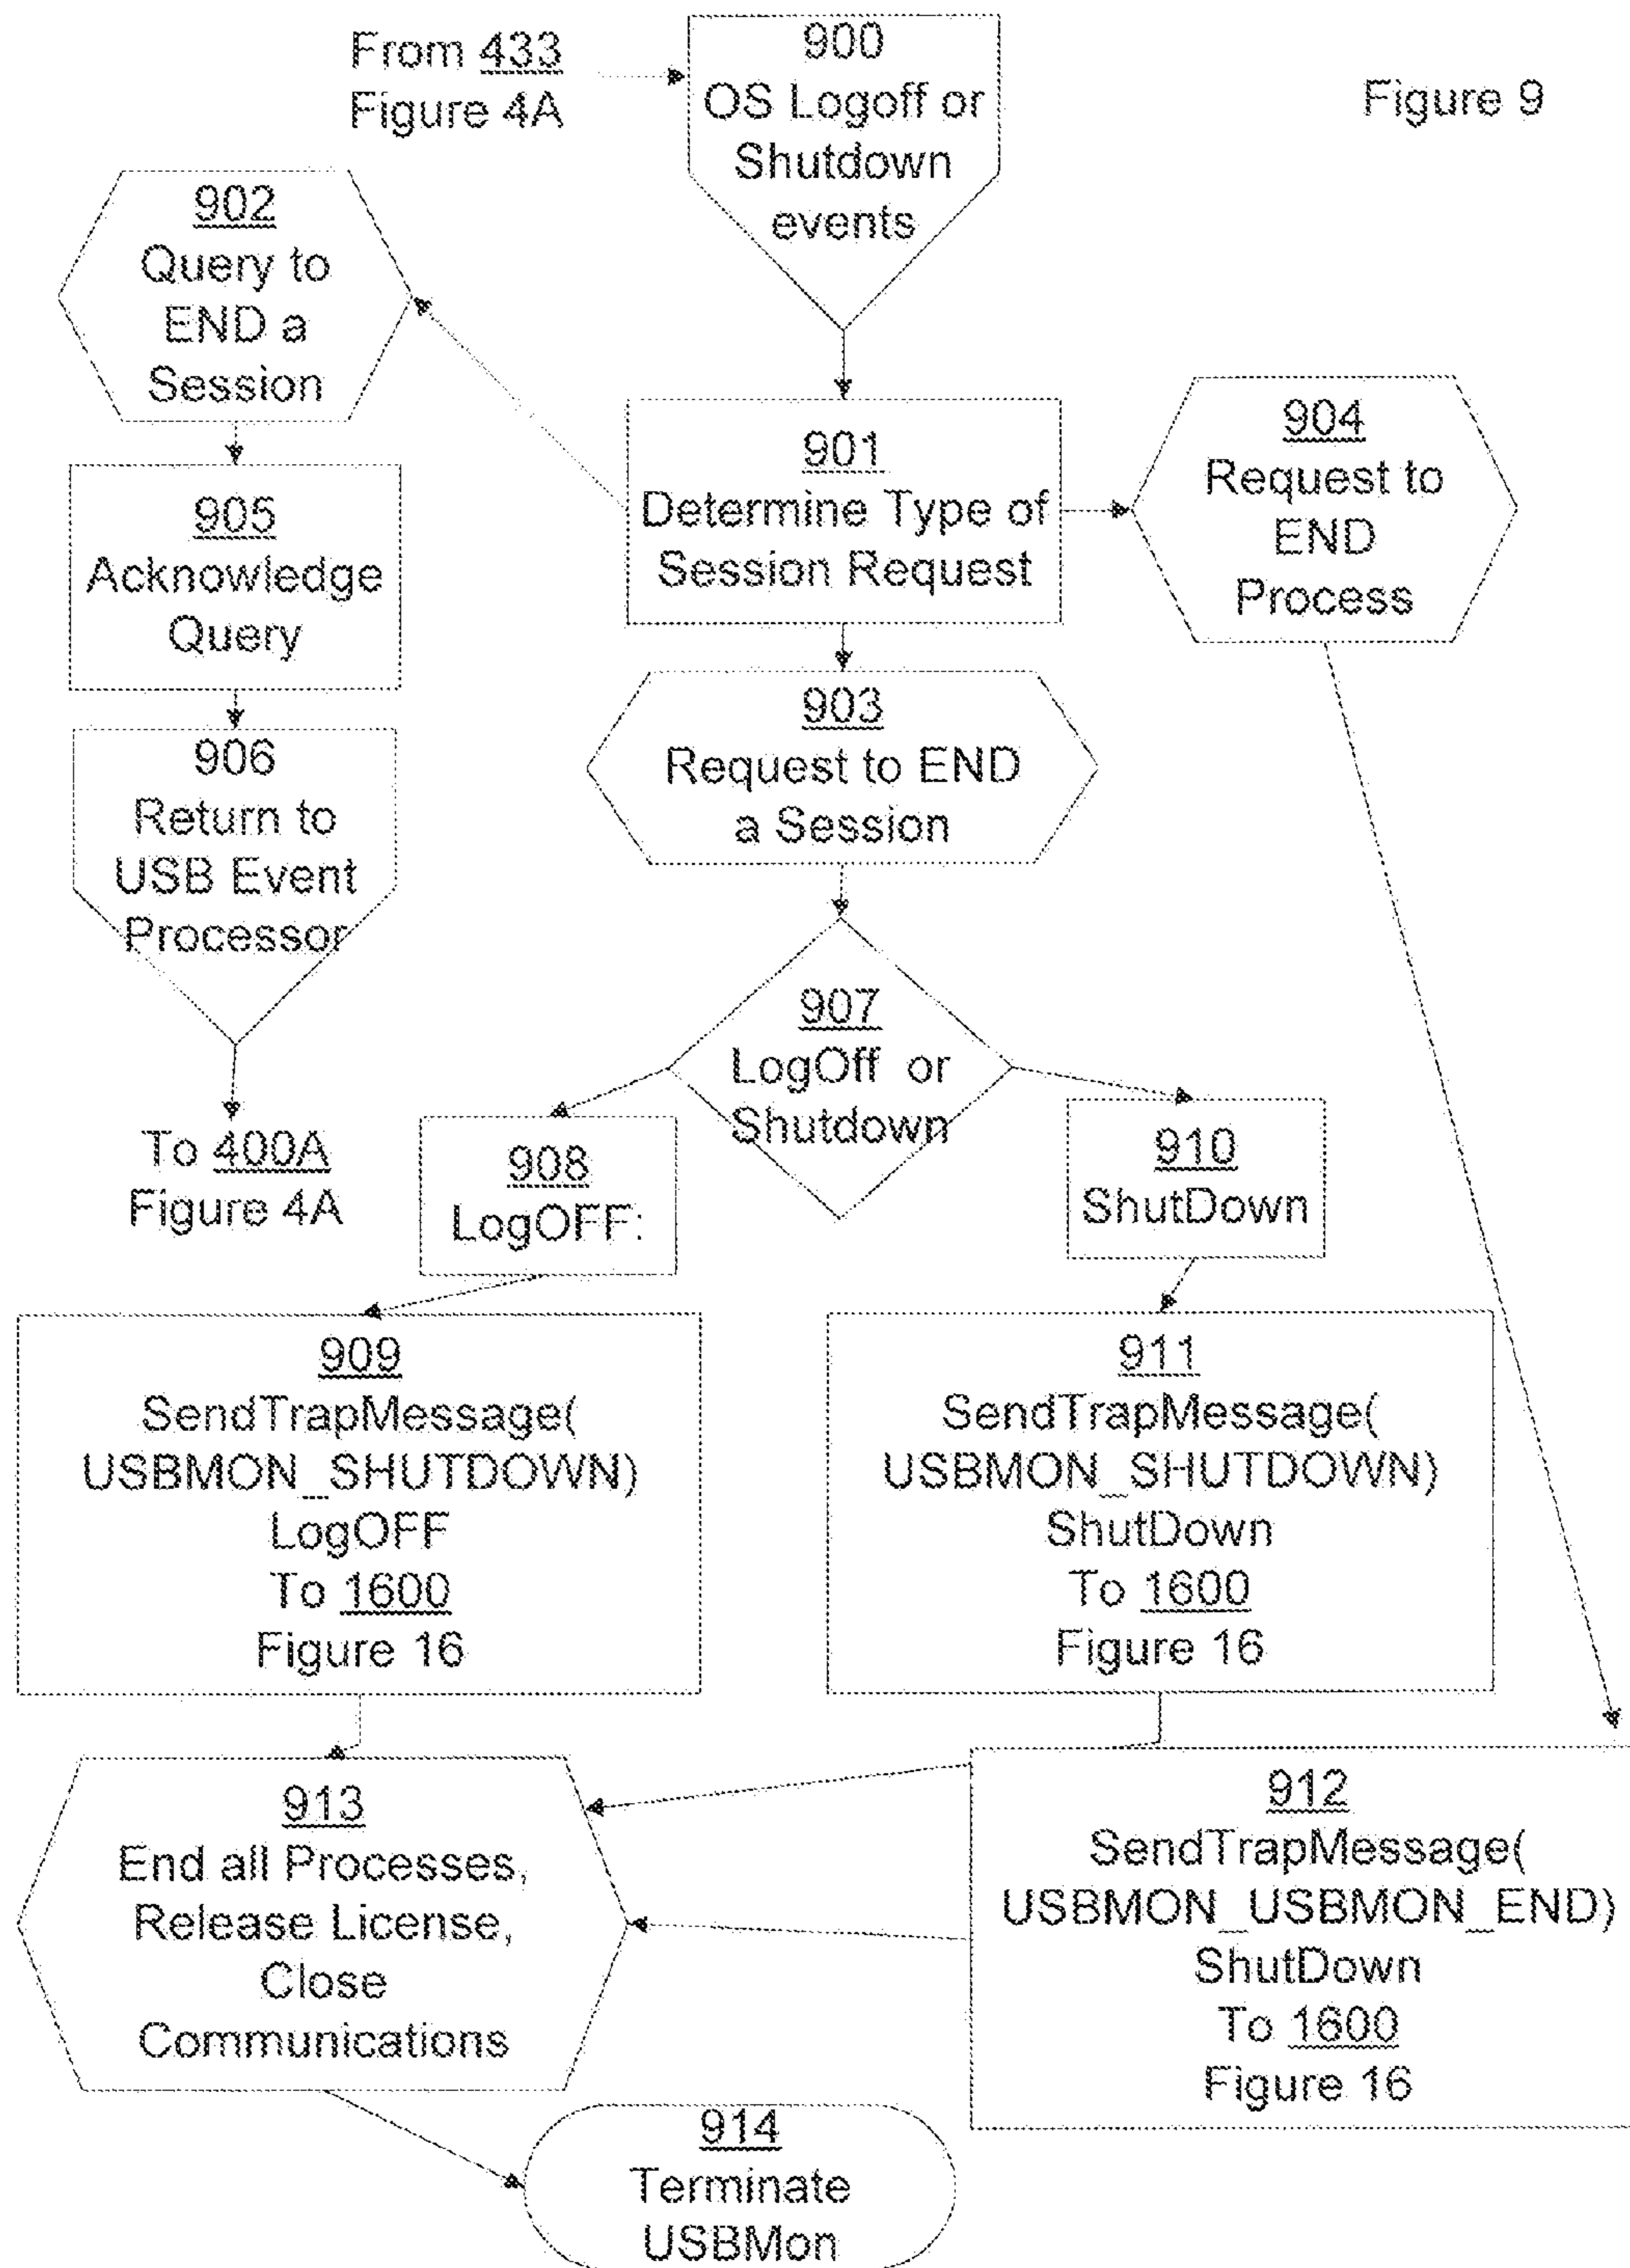 From 433
Figure 4A
900
OS Logoff or
Shutdown
events
Figure 9
902
Query to
END a
Session
901
Determine Type of
Session Request
904
Request to
END
Process
905
Acknowledge
Query
903
Request to END
a Session
906
Return to
USB Event
Processor
To 400A
Figure 4A
907
LogOff or
Shutdown
908
LogOFF:
910
ShutDown
909
SendTrapMessage(
USBMON_SHUTDOWN)
LogOFF
To 1600
Figure 16
911
SendTrapMessage(
USBMON_SHUTDOWN)
ShutDown
To 1600
Figure 16
912
SendTrapMessage(
USBMON_USBMON_END)
ShutDown
To 1600
Figure 16
913
End all Processes,
Release License,
Close
Communications
914
Terminate
USBMon